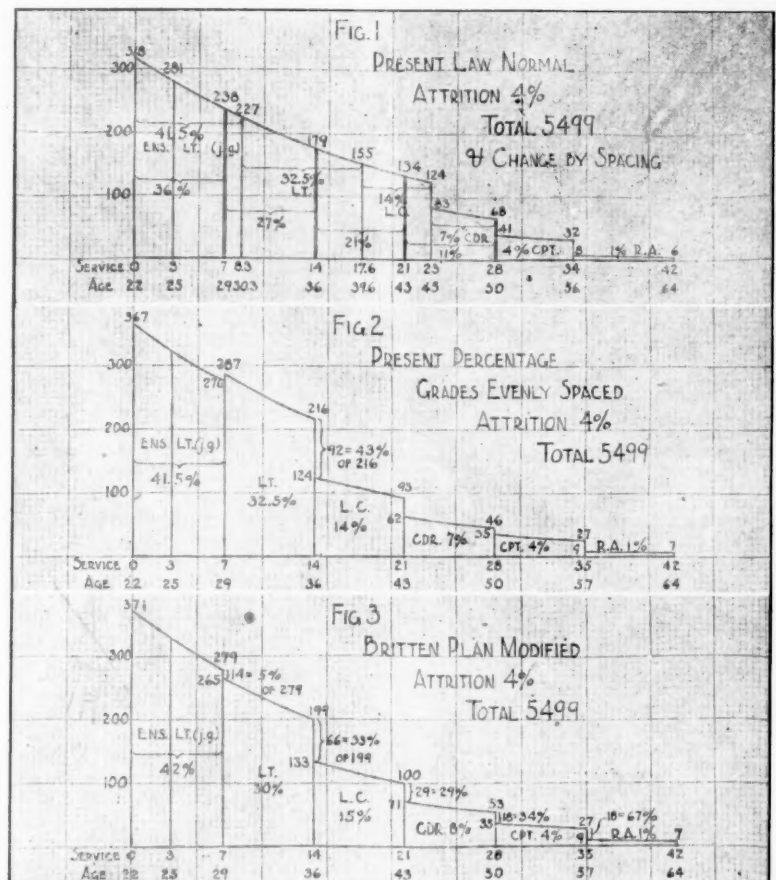 FIG. 1
PRESENT LAW NORMAL
ATTRITION 4%
TOTAL 5499
& CHANGE BY SPACING
318
300
281
238
227
200
41.5%
179
ENS. LT. (j.g)
155
32.5%
134
LT.
124
36%
100
14%
L.C.
83
27%
68
21%
7% CDR.
41
32
11%
4% CPT.
8
1% R.A.
6
SERVICE 0 3 7 8.3 14 17.6 21 23 28 34 42
AGE 22 25 29 30.3 36 39.6 43 45 50 56 64
FIG 2
367
PRESENT PERCENTAGE
300
GRADES EVENLY SPACED
287
270
ATTRITION 4%
216
200
TOTAL 5499
ENS. LT. (j.g)
92=43%
OF 216
41.5%
LT.
124
93
32.5%
100
L.C.
14%
62
46
35
CDR. 7%
CPT. 4%
27
9
R.A. 1%
7
SERVICE 0 3 7 14 21 28 35 42
AGE 22 25 29 36 43 50 57 64
371
FIG 3
300
BRITTEN PLAN MODIFIED
279
ATTRITION 4%
265
14=5%
OF 279
TOTAL 5499
200
199
ENS. LT. (j.g)
66=33%
OF 199
42%
LT.
133
30%
100
100
L.C.
29=29%
15%
71
53
CDR 8%
35
18=34%
CPT. 4%
27
9
18=67%
R.A. 1%
7
SERVICE 0 3 7 14 21 28 35 42
AGE 22 25 29 36 43 50 57 64